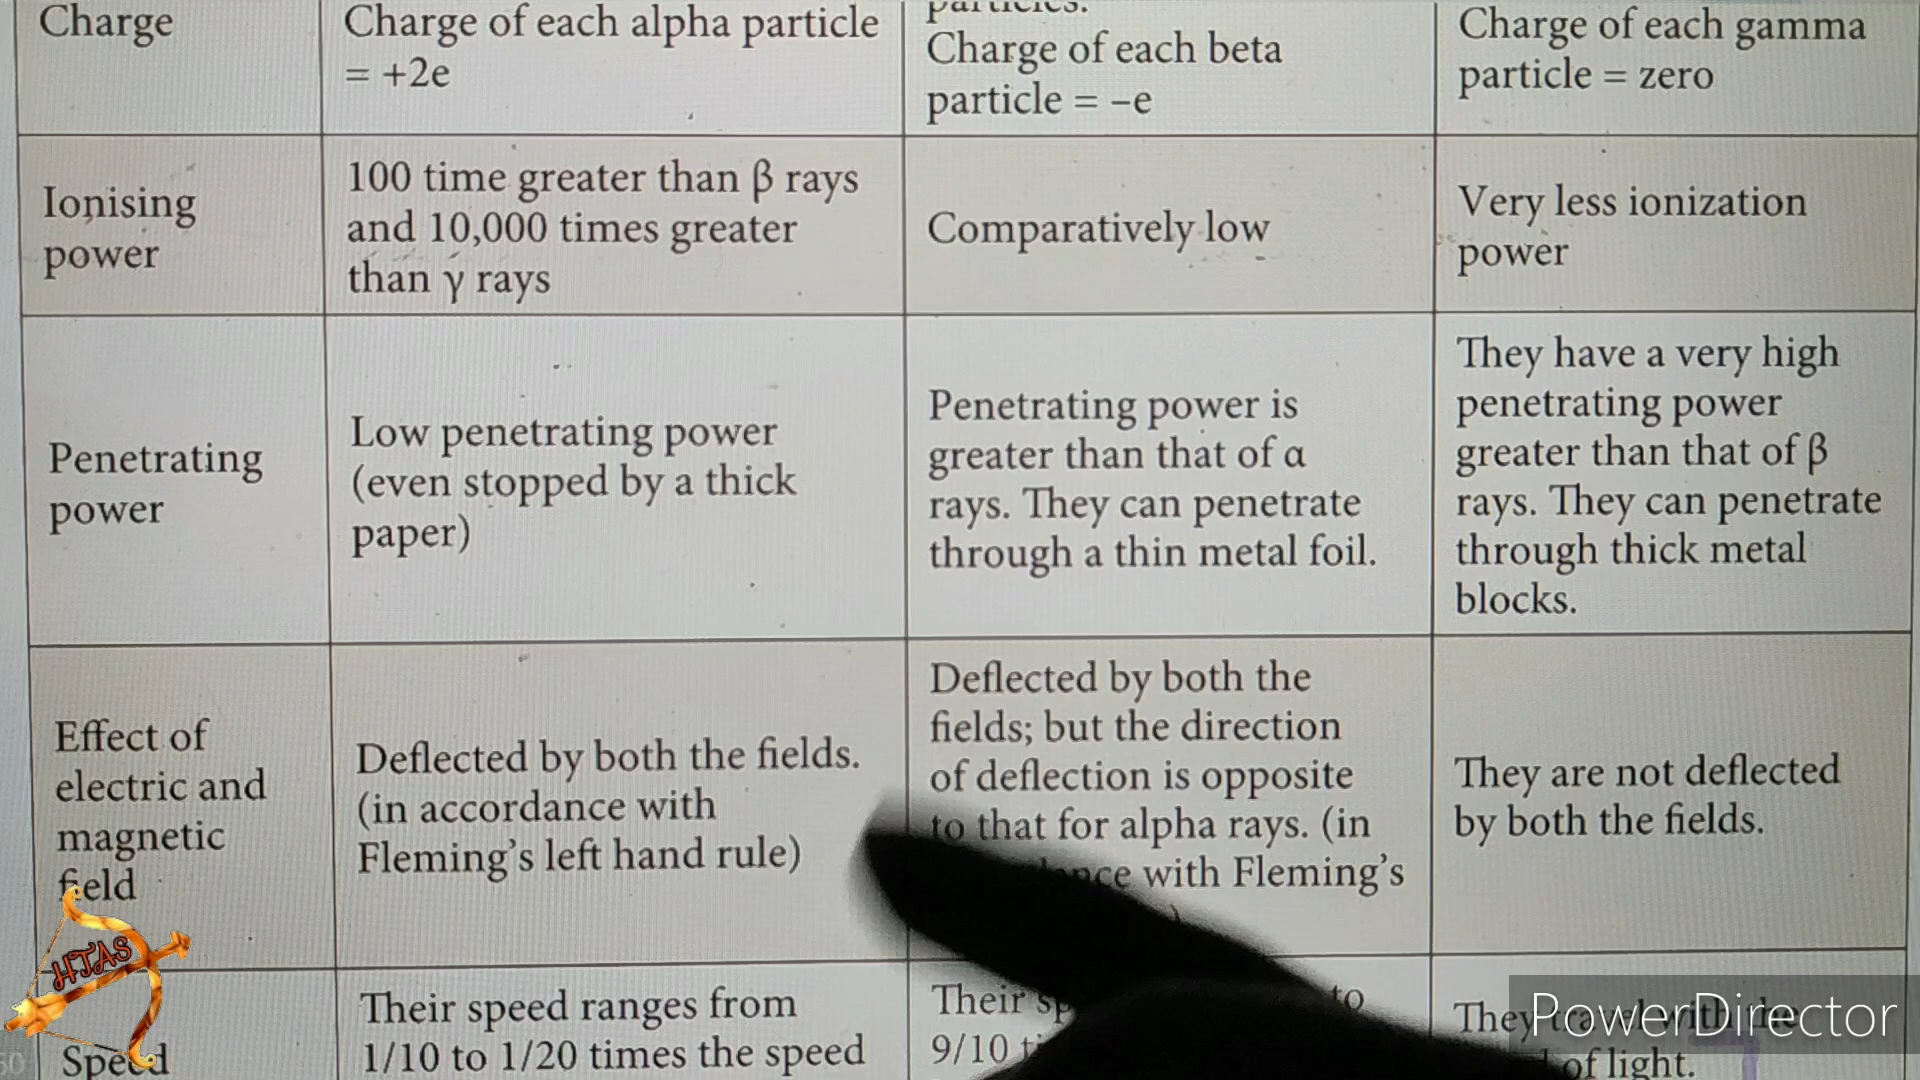 Charge
Charge of each alpha particle
= +2e
particles.
Charge of each beta
particle = –e
Charge of each gamma
particle = zero
Ionising
power
100 time greater than β rays
and 10,000 times greater
than γ rays
Comparatively low
Very less ionization
power
Penetrating
power
Low penetrating power
(even stopped by a thick
paper)
Penetrating power is
greater than that of α
rays. They can penetrate
through a thin metal foil.
They have a very high
penetrating power
greater than that of β
rays. They can penetrate
through thick metal
blocks.
Effect of
electric and
magnetic
field
Deflected by both the fields.
(in accordance with
Fleming's left hand rule)
Deflected by both the
fields; but the direction
of deflection is opposite
to that for alpha rays. (in
with Fleming's
They are not deflected
by both the fields.
Speed
Their speed ranges from
1/10 to 1/20 times the speed
Their to
9/10
They travel with the
of light.
HTAS
PowerDirector